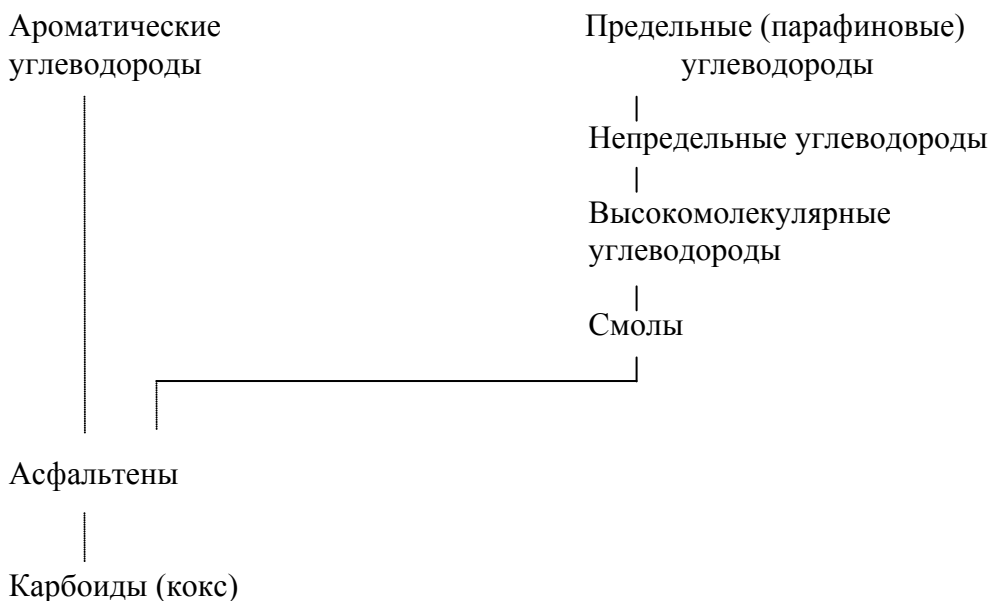 Ароматические
углеводороды
Предельные (парафиновые)
углеводороды
Непредельные углеводороды
Высокомолекулярные
углеводороды
Смолы
Асфальтены
Карбоиды (кокс)